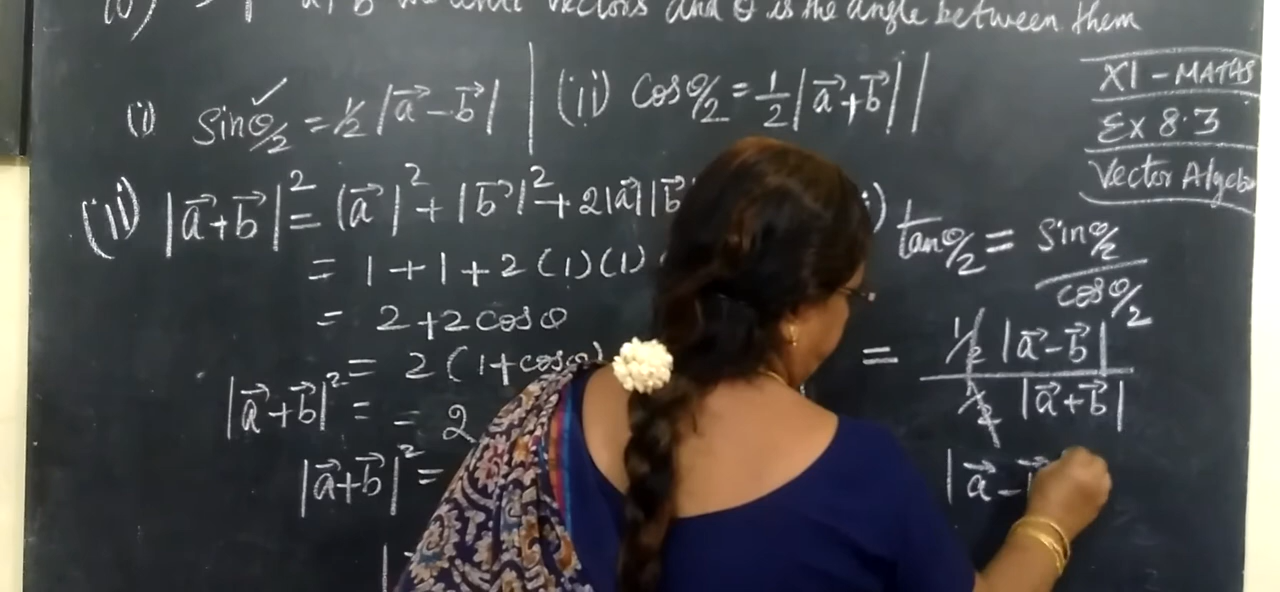 a, b are unit vectors and θ is the angle between them
(i) Sin θ/2 = 1/2 |a⃗ - b⃗| | (ii) Cos θ/2 = 1/2 |a⃗ + b⃗| |
XI - MATHS
Ex 8.3
Vector Algeb
(ii) |a⃗ + b⃗|² = |a⃗|² + |b⃗|² + 2|a⃗||b⃗
= 1 + 1 + 2 (1)(1)
= 2 + 2 cos θ
= 2 (1 + cos θ)
|a⃗ + b⃗|² = = 2
|a⃗ + b⃗|² =
) tan θ/2 = Sin θ/2 / cos θ/2
= 1/2 |a⃗ - b⃗| / 1/2 |a⃗ + b⃗|
|a⃗ -